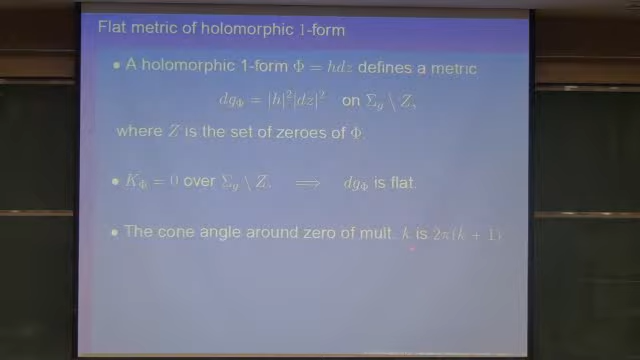 Flat metric of holomorphic 1-form
• A holomorphic 1-form Φ = hdz defines a metric
dg_Φ = |h|²|dz|² on Σ_g \ Z,
where Z is the set of zeroes of Φ.
• K_Φ = 0 over Σ_g \ Z. ⟹ dg_Φ is flat.
• The cone angle around zero of mult. k is 2π(k + 1)